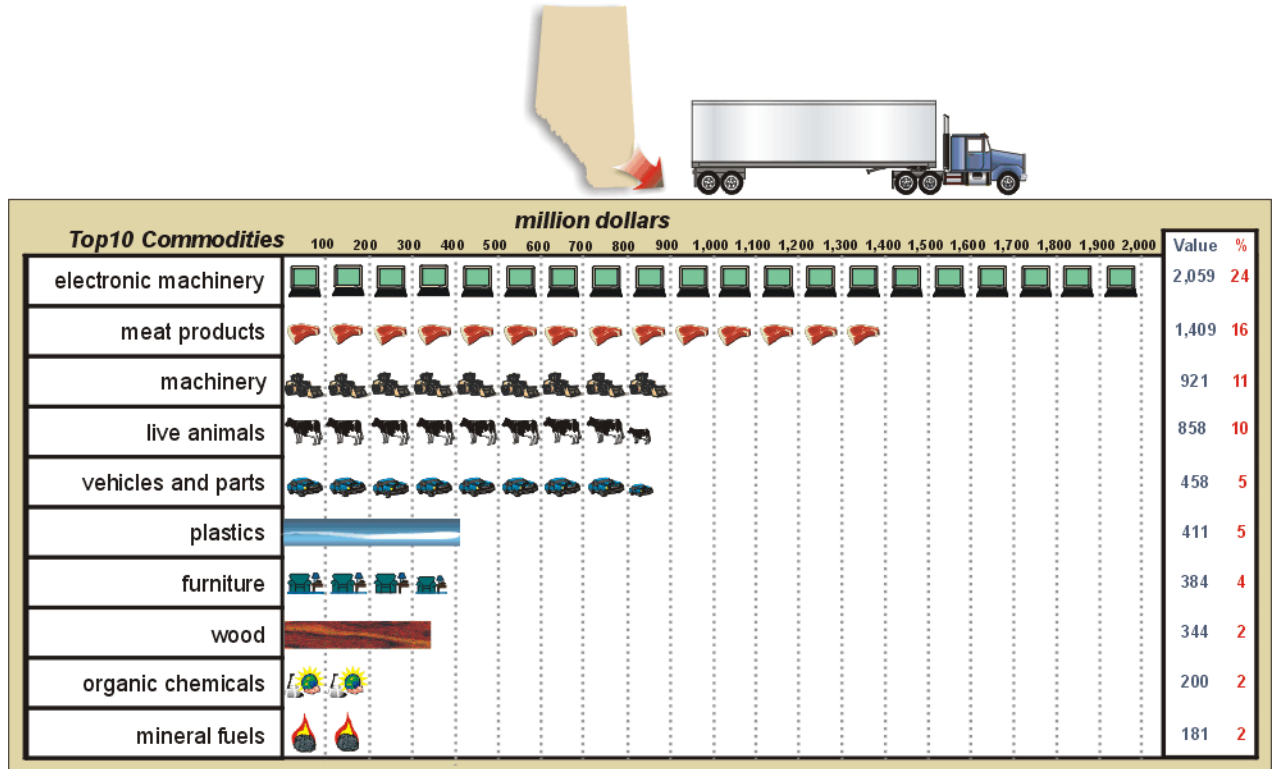 million dollars
Top10 Commodities 100 200 300 400 500 600 700 800 900 1,000 1,100 1,200 1,300 1,400 1,500 1,600 1,700 1,800 1,900 2,000 Value %
electronic machinery 2,059 24
meat products 1,409 16
machinery 921 11
live animals 858 10
vehicles and parts 458 5
plastics 411 5
furniture 384 4
wood 344 2
organic chemicals 200 2
mineral fuels 181 2